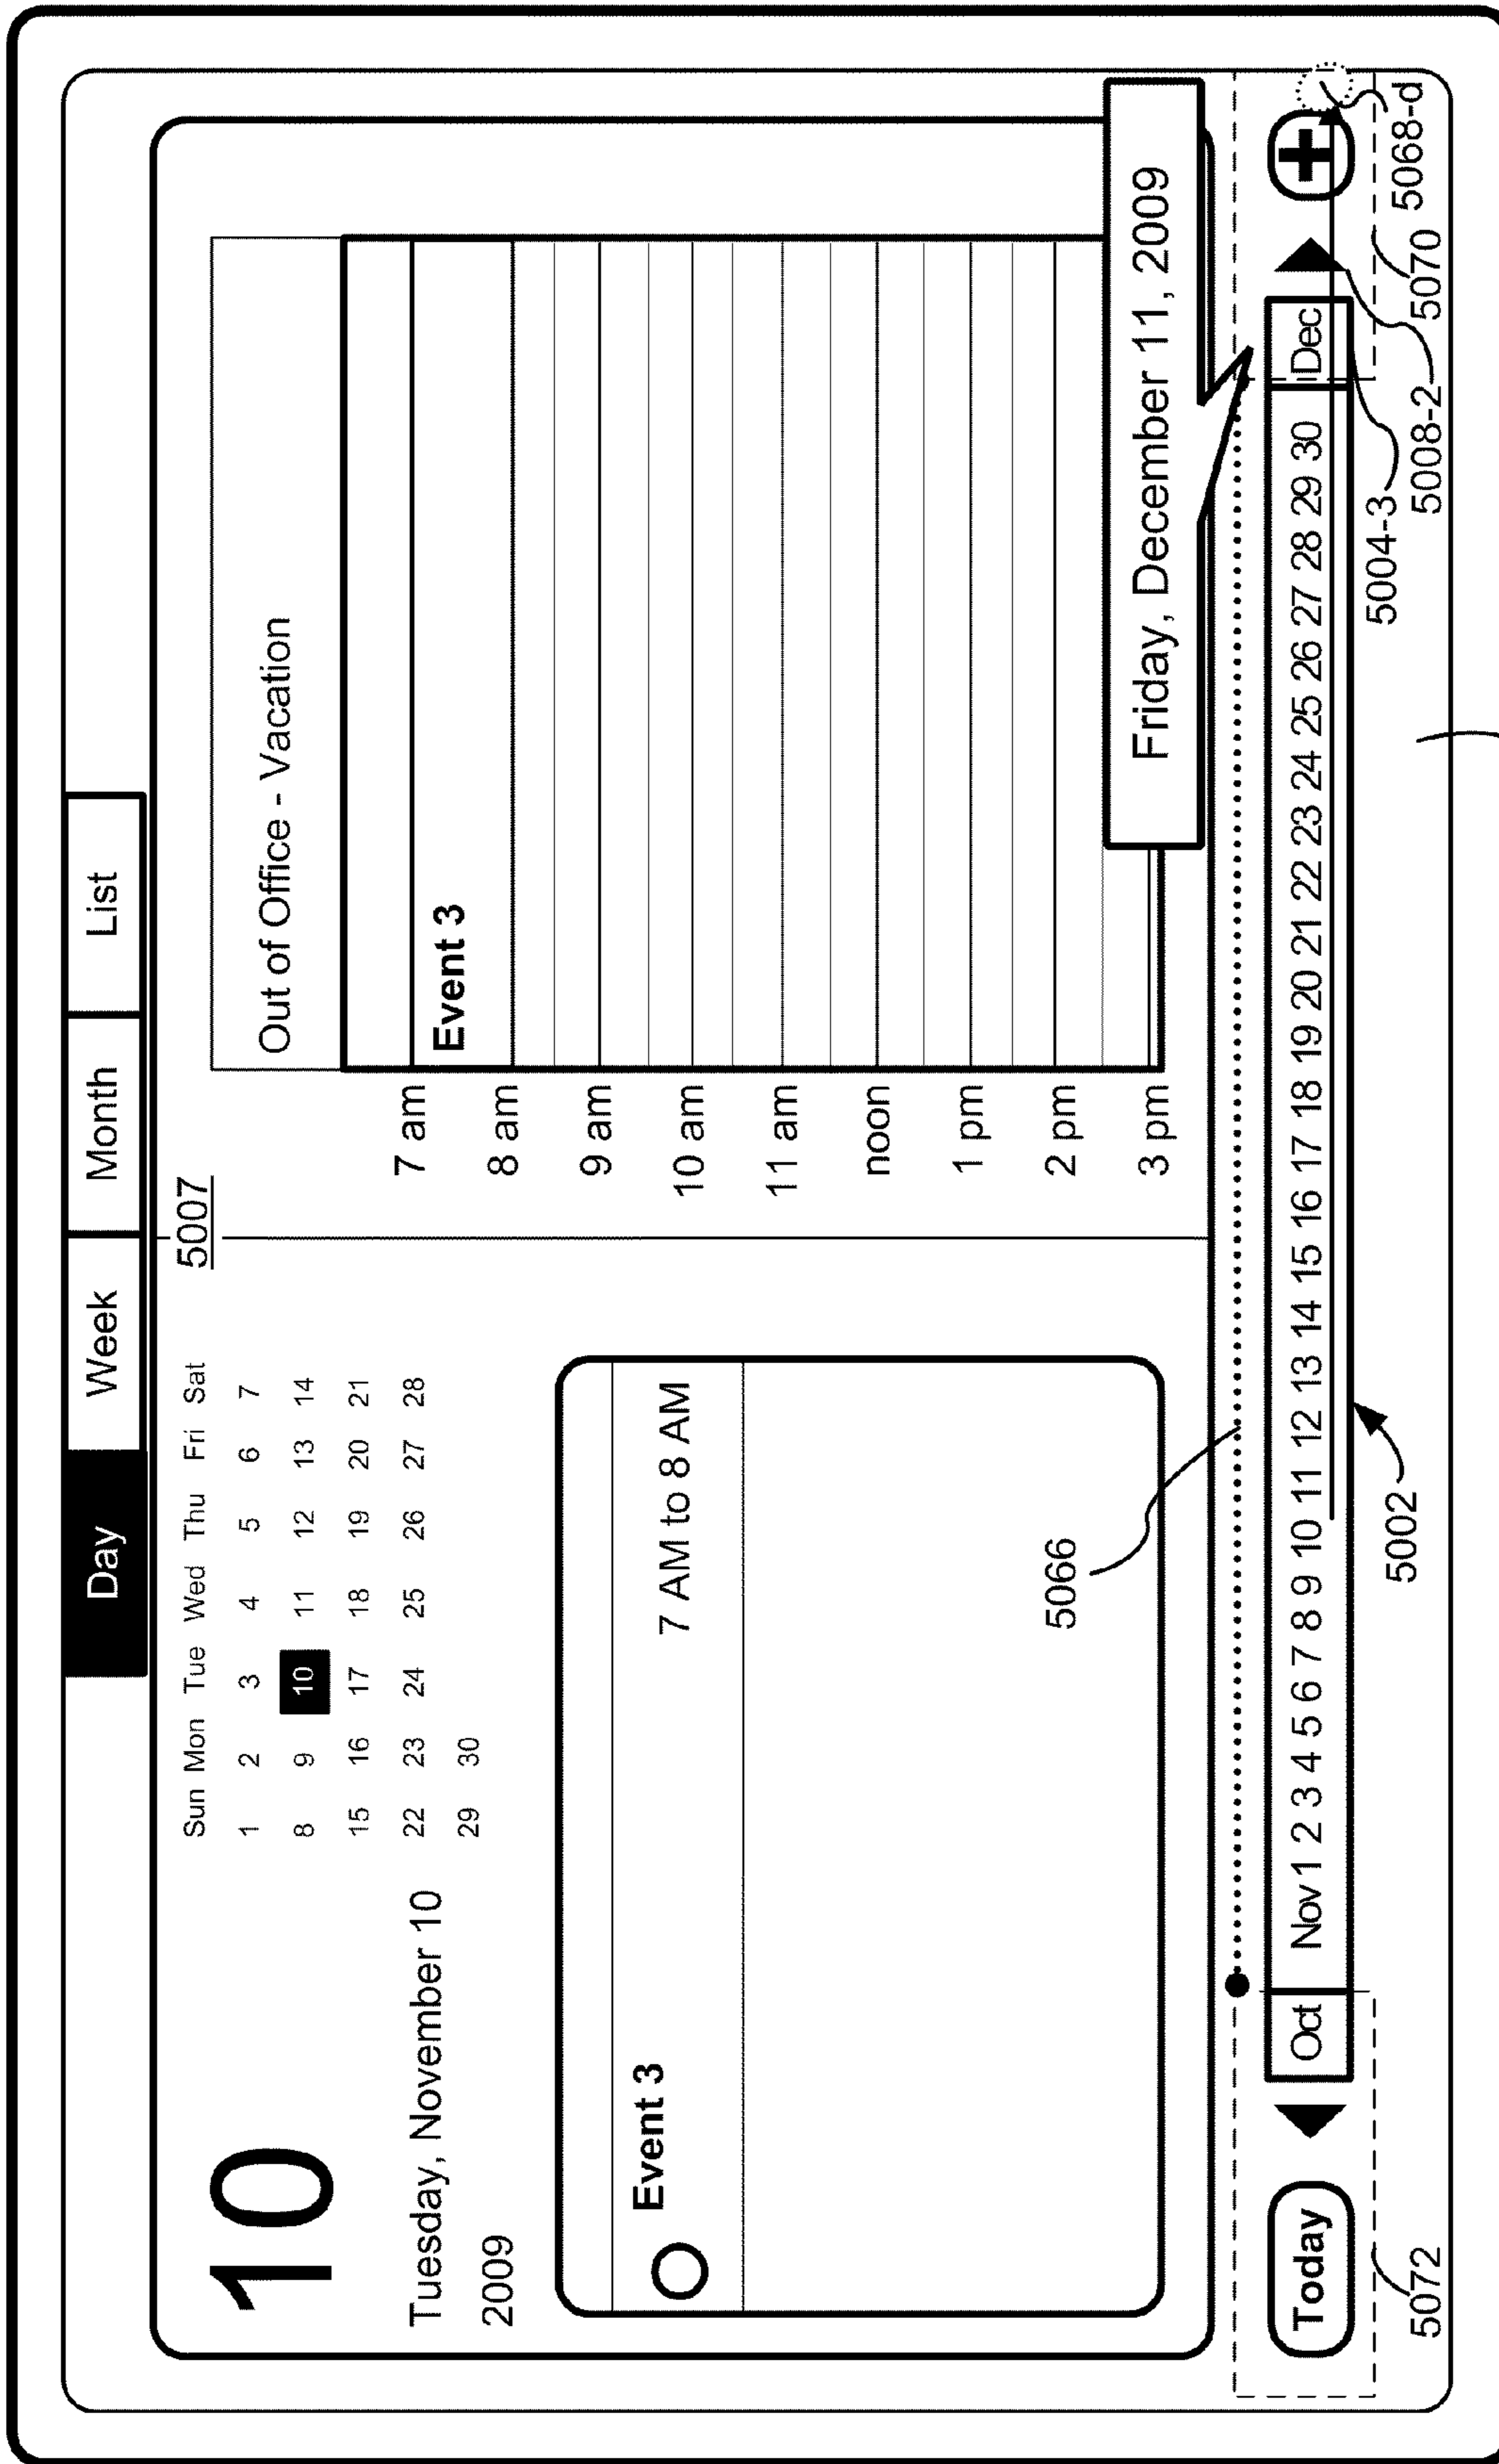 Day Week Month List
5007
10
Tuesday, November 10
2009
Sun Mon Tue Wed Thu Fri Sat
1 2 3 4 5 6 7
8 9 10 11 12 13 14
15 16 17 18 19 20 21
22 23 24 25 26 27 28
29 30
Event 3
7 AM to 8 AM
5066
Out of Office - Vacation
7 am
Event 3
8 am
9 am
10 am
11 am
noon
1 pm
2 pm
3 pm
Friday, December 11, 2009
Today Oct Nov 1 2 3 4 5 6 7 8 9 10 11 12 13 14 15 16 17 18 19 20 21 22 23 24 25 26 27 28 29 30 Dec +
5072
5002
5004-3
5008-2
5070
5068-d